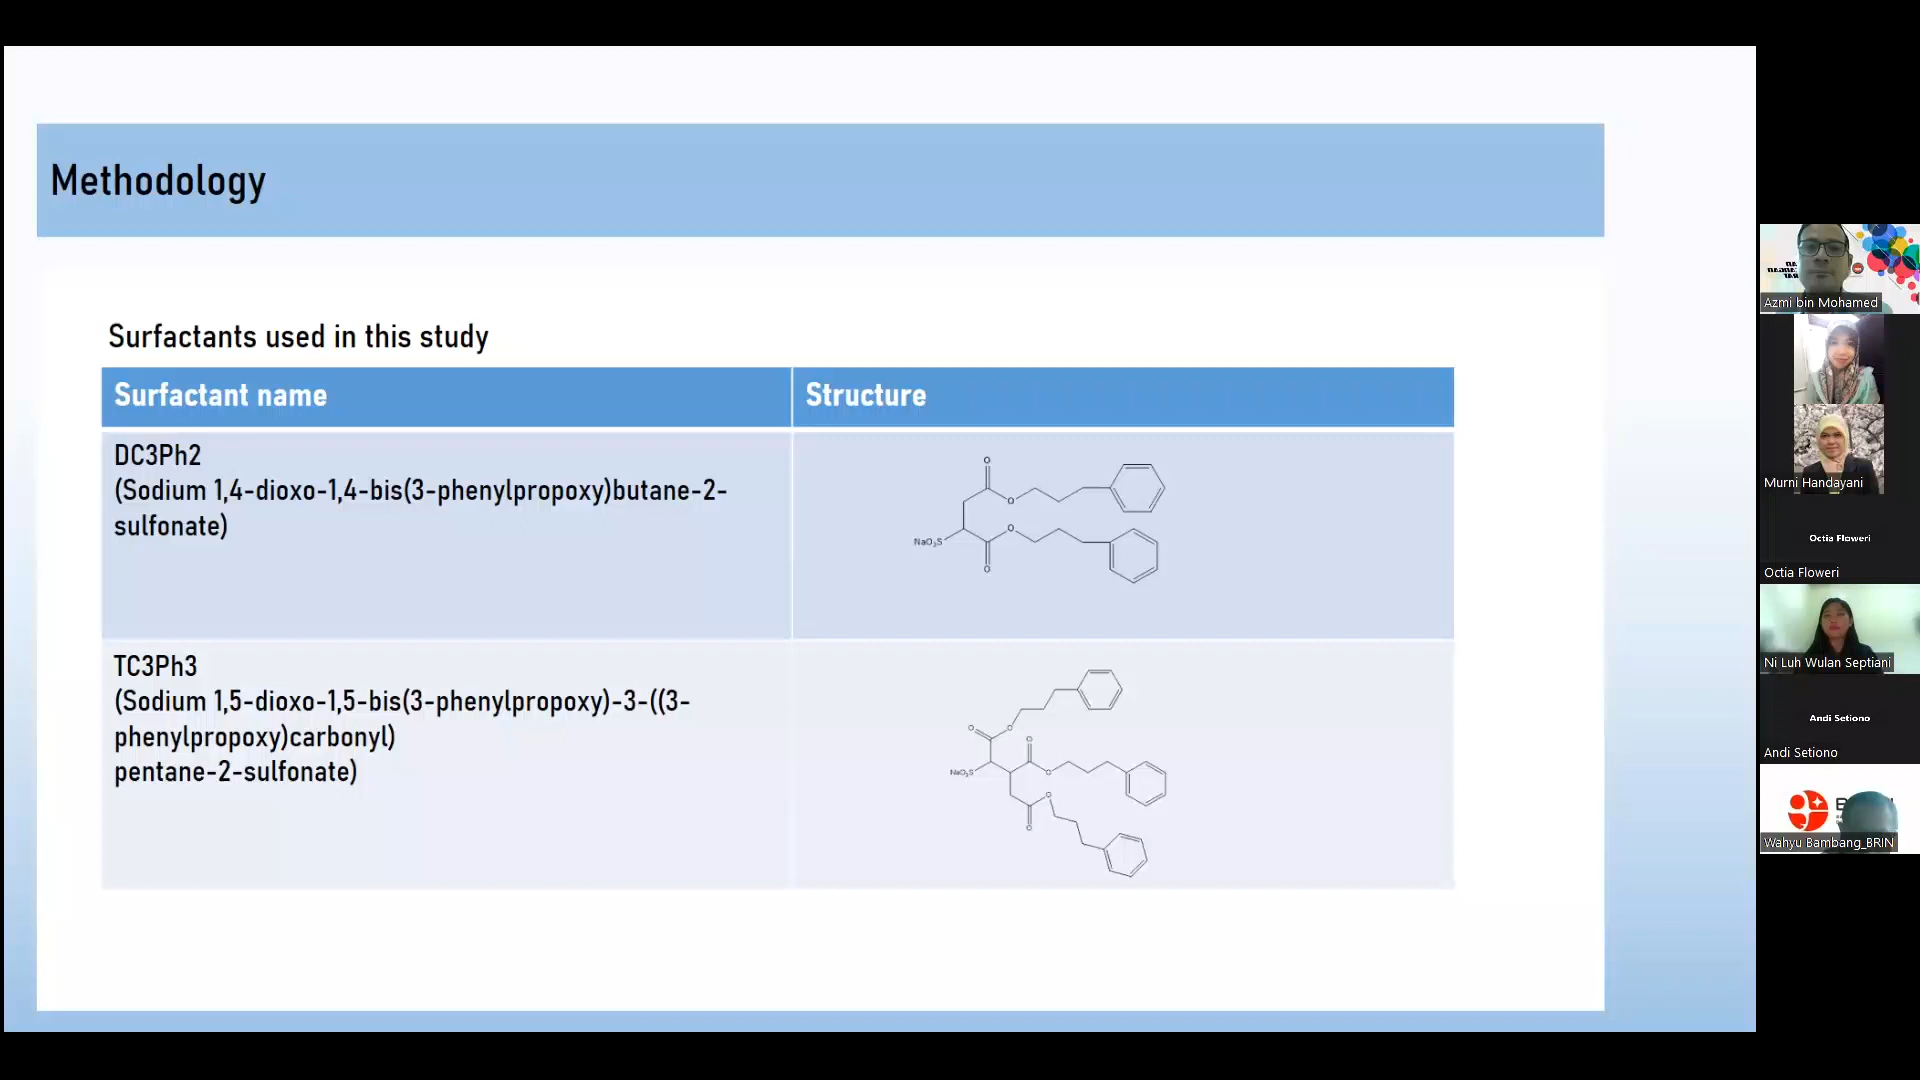 Methodology
Surfactants used in this study
Surfactant name
Structure
DC3Ph2
(Sodium 1,4-dioxo-1,4-bis(3-phenylpropoxy)butane-2-
sulfonate)
O
O
O
NaO3S
O
TC3Ph3
(Sodium 1,5-dioxo-1,5-bis(3-phenylpropoxy)-3-((3-
phenylpropoxy)carbonyl)
pentane-2-sulfonate)
O
O
O
NaO3S
O
O
O
Azmi bin Mohamed
Murni Handayani
Octia Floweri
Octia Floweri
Ni Luh Wulan Septiani
Andi Setiono
Andi Setiono
Wahyu Bambang_BRIN